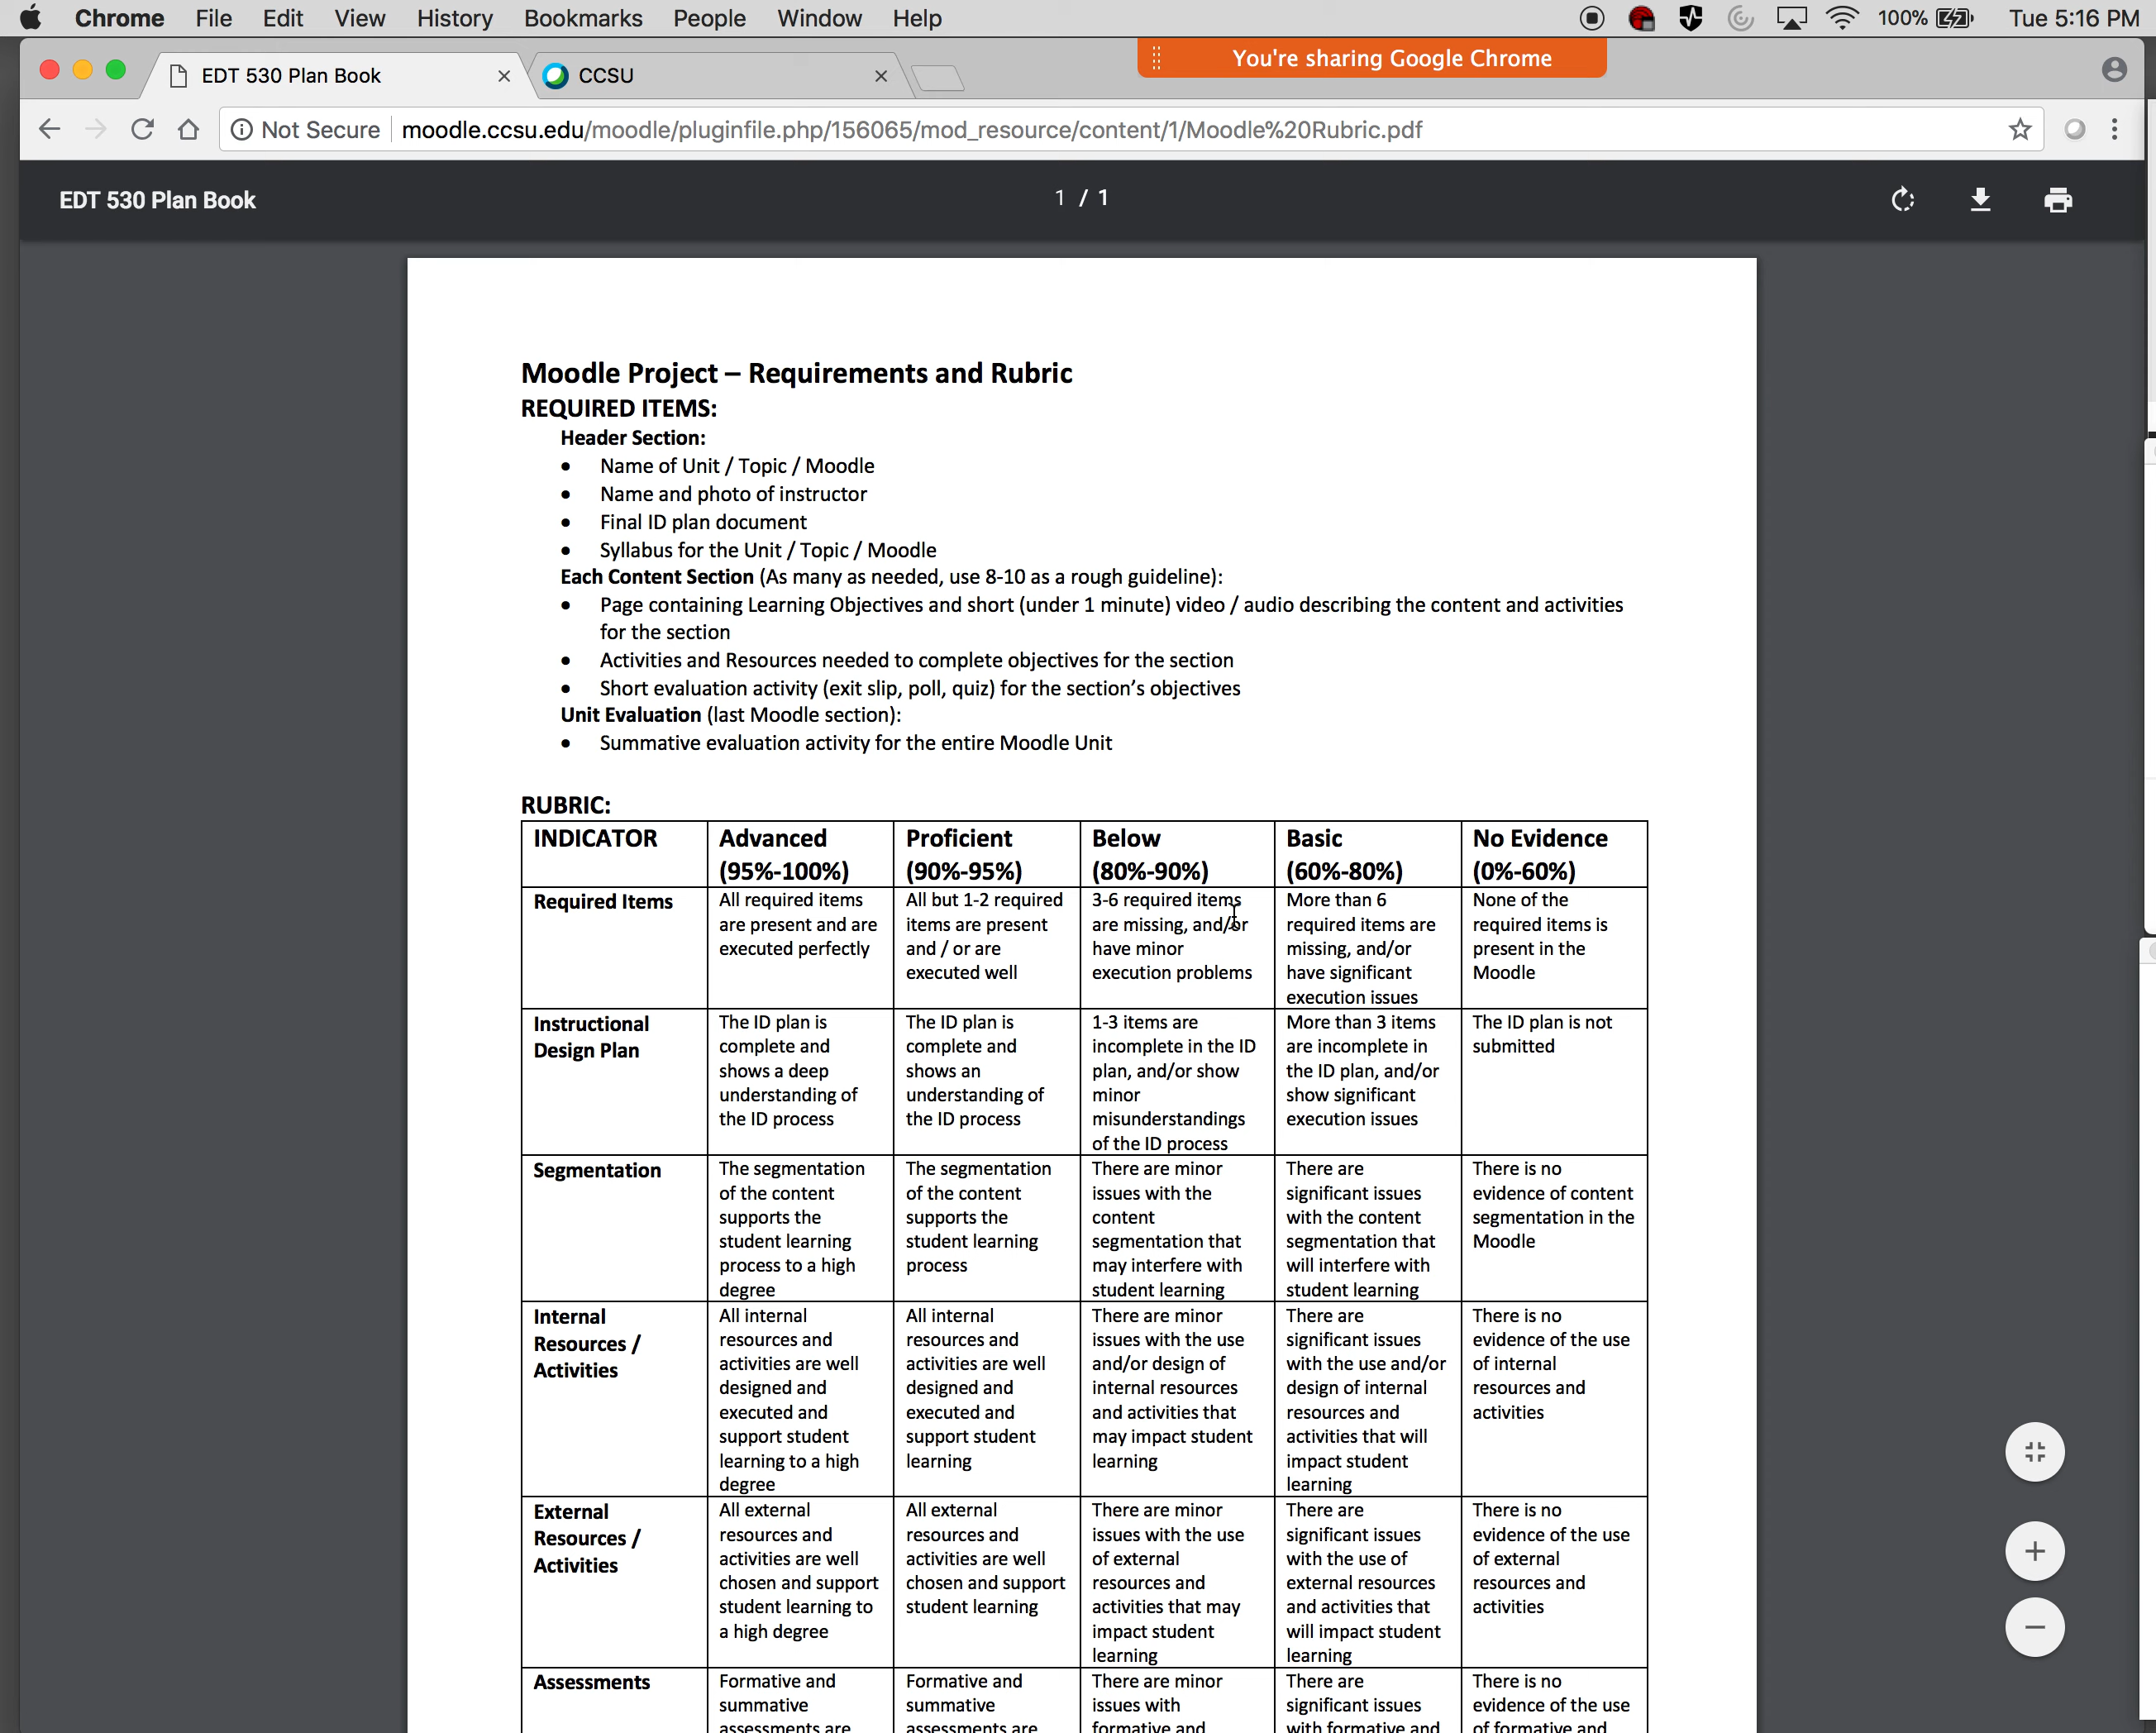 Chrome File Edit View History Bookmarks People Window Help 100% Tue 5:16 PM
EDT 530 Plan Book CCSU You're sharing Google Chrome
Not Secure moodle.ccsu.edu/moodle/pluginfile.php/156065/mod_resource/content/1/Moodle%20Rubric.pdf
EDT 530 Plan Book 1 / 1
Moodle Project – Requirements and Rubric
REQUIRED ITEMS:
Header Section:
• Name of Unit / Topic / Moodle
• Name and photo of instructor
• Final ID plan document
• Syllabus for the Unit / Topic / Moodle
Each Content Section (As many as needed, use 8-10 as a rough guideline):
• Page containing Learning Objectives and short (under 1 minute) video / audio describing the content and activities
for the section
• Activities and Resources needed to complete objectives for the section
• Short evaluation activity (exit slip, poll, quiz) for the section's objectives
Unit Evaluation (last Moodle section):
• Summative evaluation activity for the entire Moodle Unit
RUBRIC:
INDICATOR
Advanced
(95%-100%)
Proficient
(90%-95%)
Below
(80%-90%)
Basic
(60%-80%)
No Evidence
(0%-60%)
Required Items
All required items
are present and are
executed perfectly
All but 1-2 required
items are present
and / or are
executed well
3-6 required items
are missing, and/or
have minor
execution problems
More than 6
required items are
missing, and/or
have significant
execution issues
None of the
required items is
present in the
Moodle
Instructional
Design Plan
The ID plan is
complete and
shows a deep
understanding of
the ID process
The ID plan is
complete and
shows an
understanding of
the ID process
1-3 items are
incomplete in the ID
plan, and/or show
minor
misunderstandings
of the ID process
More than 3 items
are incomplete in
the ID plan, and/or
show significant
execution issues
The ID plan is not
submitted
Segmentation
The segmentation
of the content
supports the
student learning
process to a high
degree
The segmentation
of the content
supports the
student learning
process
There are minor
issues with the
content
segmentation that
may interfere with
student learning
There are
significant issues
with the content
segmentation that
will interfere with
student learning
There is no
evidence of content
segmentation in the
Moodle
Internal
Resources /
Activities
All internal
resources and
activities are well
designed and
executed and
support student
learning to a high
degree
All internal
resources and
activities are well
designed and
executed and
support student
learning
There are minor
issues with the use
and/or design of
internal resources
and activities that
may impact student
learning
There are
significant issues
with the use and/or
design of internal
resources and
activities that will
impact student
learning
There is no
evidence of the use
of internal
resources and
activities
External
Resources /
Activities
All external
resources and
activities are well
chosen and support
student learning to
a high degree
All external
resources and
activities are well
chosen and support
student learning
There are minor
issues with the use
of external
resources and
activities that may
impact student
learning
There are
significant issues
with the use of
external resources
and activities that
will impact student
learning
There is no
evidence of the use
of external
resources and
activities
Assessments
Formative and
summative
assessments are
Formative and
summative
assessments are
There are minor
issues with
formative and
There are
significant issues
with formative and
There is no
evidence of the use
of formative and